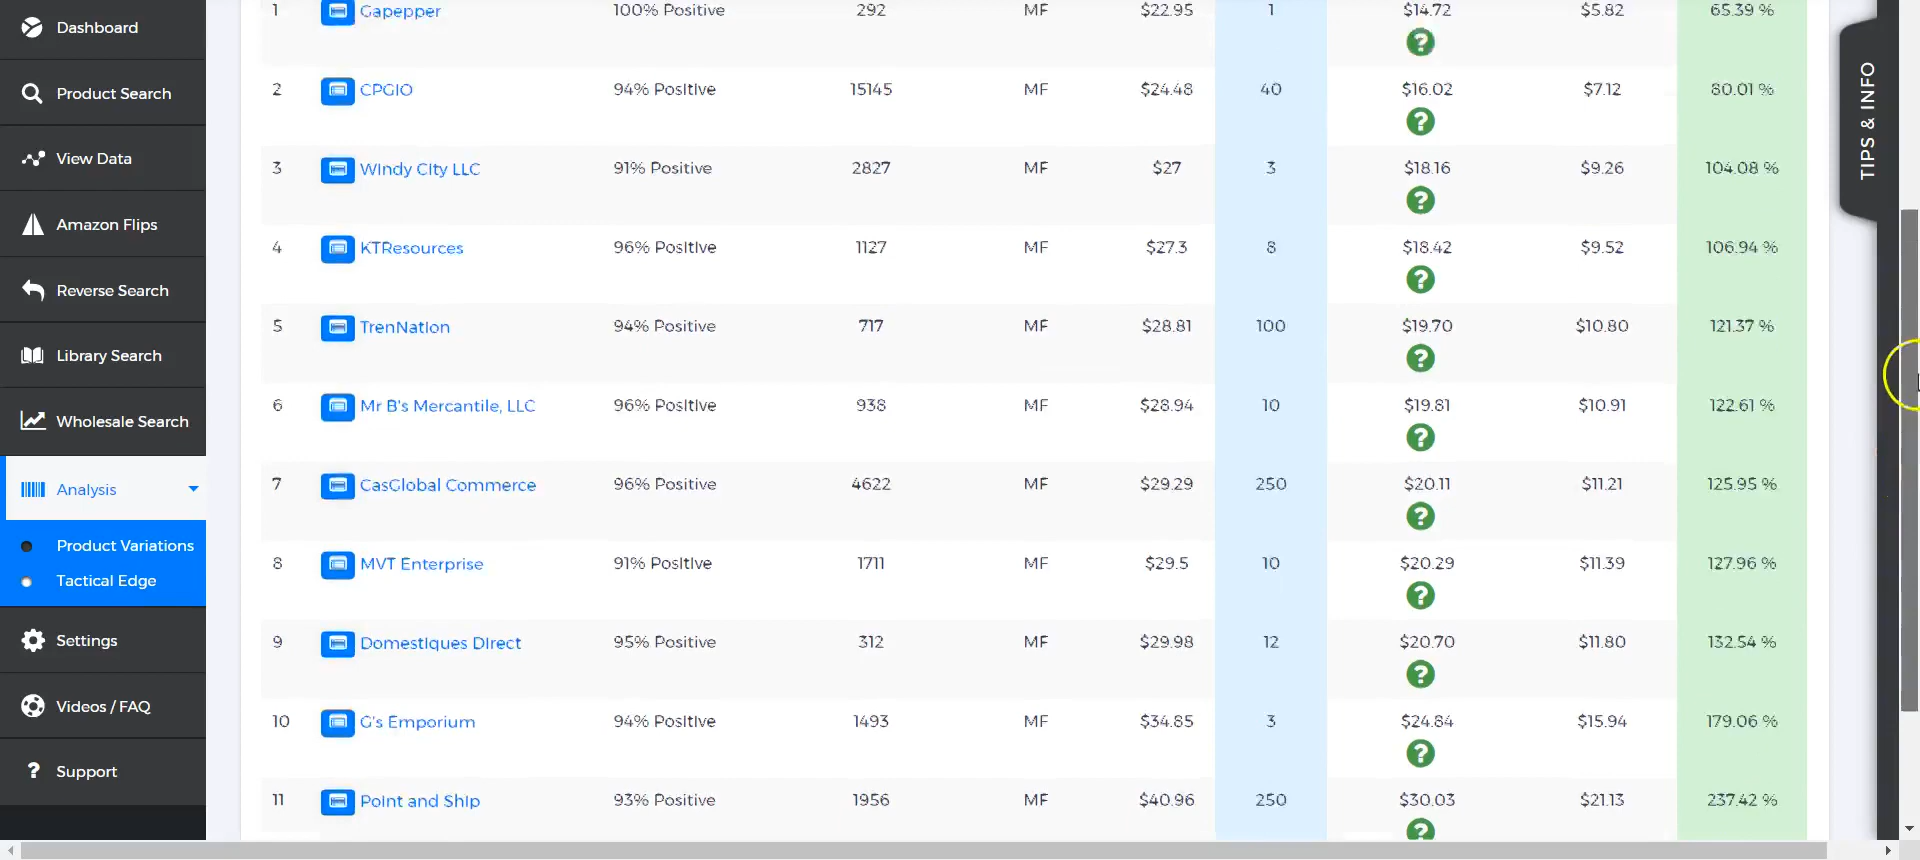 Dashboard
Product Search
View Data
Amazon Flips
Reverse Search
Library Search
Wholesale Search
Analysis
Product Variations
Tactical Edge
Settings
Videos / FAQ
? Support
1 Gapepper 100% Positive 292 MF $22.95 1 $14.72 $5.82 65.39 %
?
2 CPGIO 94% Positive 15145 MF $24.48 40 $16.02 $7.12 80.01 %
?
3 Windy City LLC 91% Positive 2827 MF $27 3 $18.16 $9.26 104.08 %
?
4 KTResources 96% Positive 1127 MF $27.3 8 $18.42 $9.52 106.94 %
?
5 TrenNation 94% Positive 717 MF $28.81 100 $19.70 $10.80 121.37 %
?
6 Mr B's Mercantile, LLC 96% Positive 938 MF $28.94 10 $19.81 $10.91 122.61 %
?
7 CasGlobal Commerce 96% Positive 4622 MF $29.29 250 $20.11 $11.21 125.95 %
?
8 MVT Enterprise 91% Positive 1711 MF $29.5 10 $20.29 $11.39 127.96 %
?
9 Domestiques Direct 95% Positive 312 MF $29.98 12 $20.70 $11.80 132.54 %
?
10 G's Emporium 94% Positive 1493 MF $34.85 3 $24.84 $15.94 179.06 %
?
11 Point and Ship 93% Positive 1956 MF $40.96 250 $30.03 $21.13 237.42 %
?
TIPS & INFO